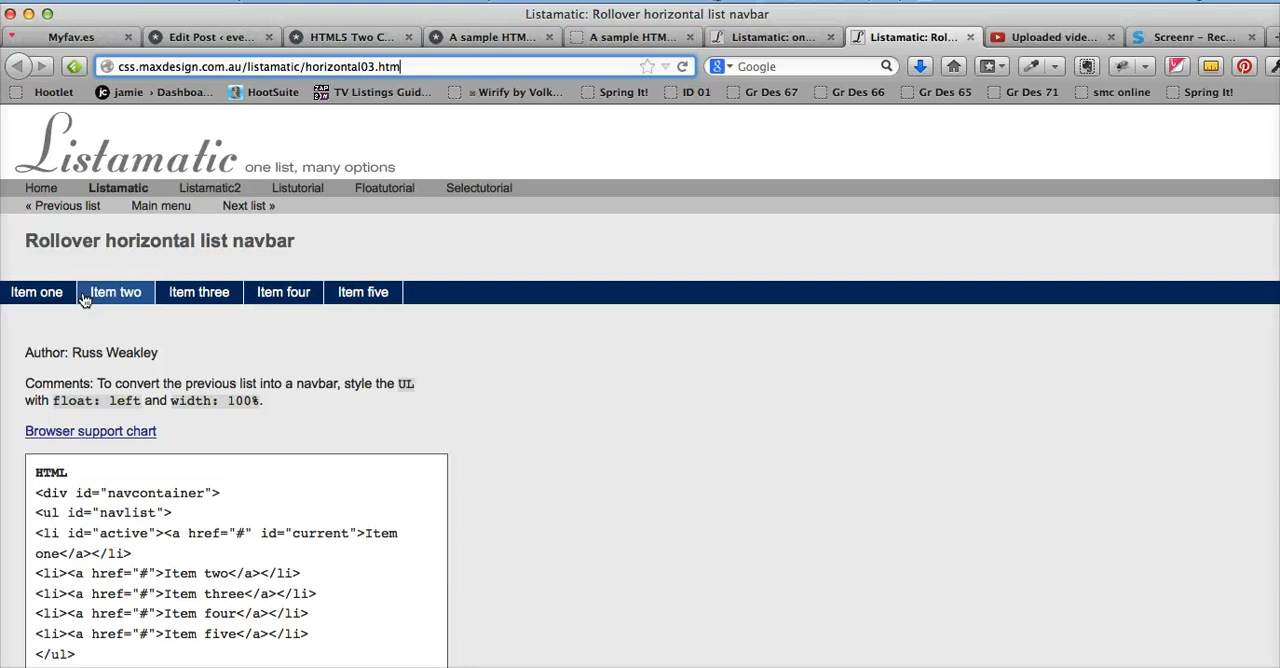 Listamatic: Rollover horizontal list navbar
Myfav.es Edit Post ‹ eve... HTML5 Two C... A sample HTM... A sample HTM... Listamatic: on... Listamatic: Rol... Uploaded vide... Screenr – Rec...
css.maxdesign.com.au/listamatic/horizontal03.htm Google
Hootlet jamie › Dashboa... HootSuite TV Listings Guid... » Wirify by Volk... Spring It! ID 01 Gr Des 67 Gr Des 66 Gr Des 65 Gr Des 71 smc online Spring It!
Listamatic one list, many options
Home Listamatic Listamatic2 Listutorial Floatutorial Selectutorial
« Previous list Main menu Next list »
Rollover horizontal list navbar
Item one Item two Item three Item four Item five
Author: Russ Weakley
Comments: To convert the previous list into a navbar, style the UL
with float: left and width: 100%.
Browser support chart
HTML
<div id="navcontainer">
<ul id="navlist">
<li id="active"><a href="#" id="current">Item
one</a></li>
<li><a href="#">Item two</a></li>
<li><a href="#">Item three</a></li>
<li><a href="#">Item four</a></li>
<li><a href="#">Item five</a></li>
</ul>